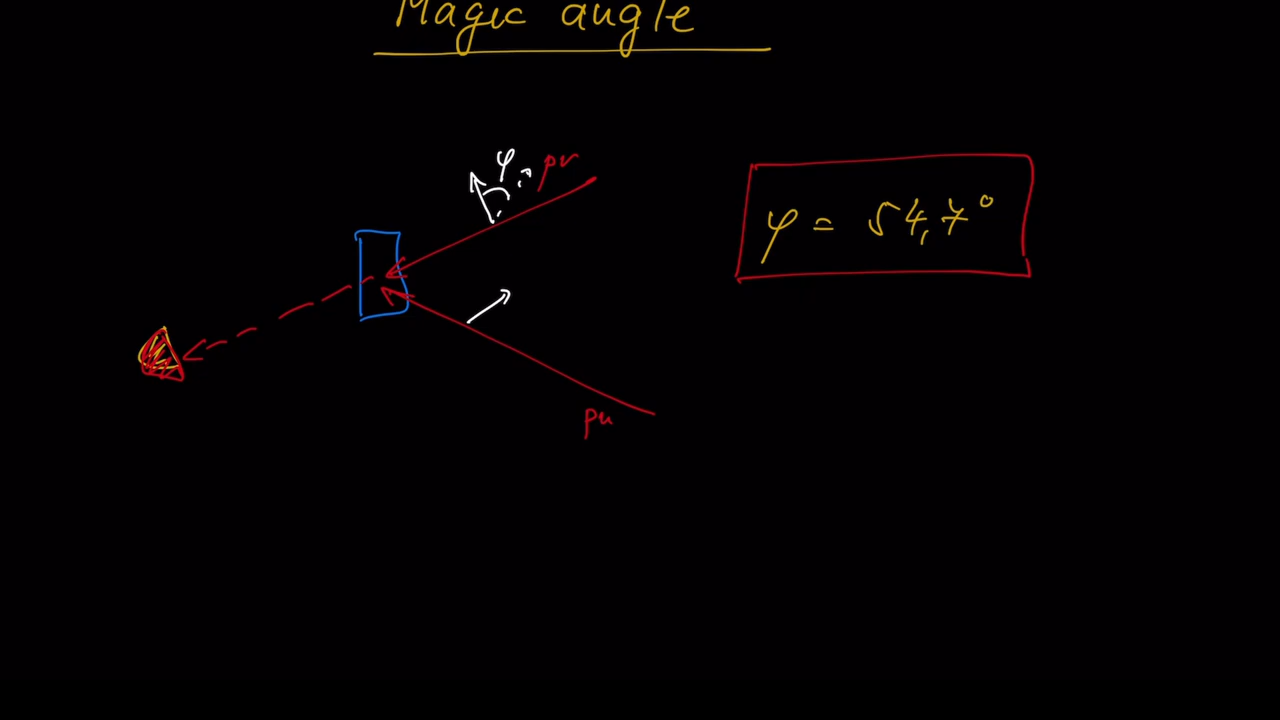 Magic angle
φ pr
φ = 54,7°
pu